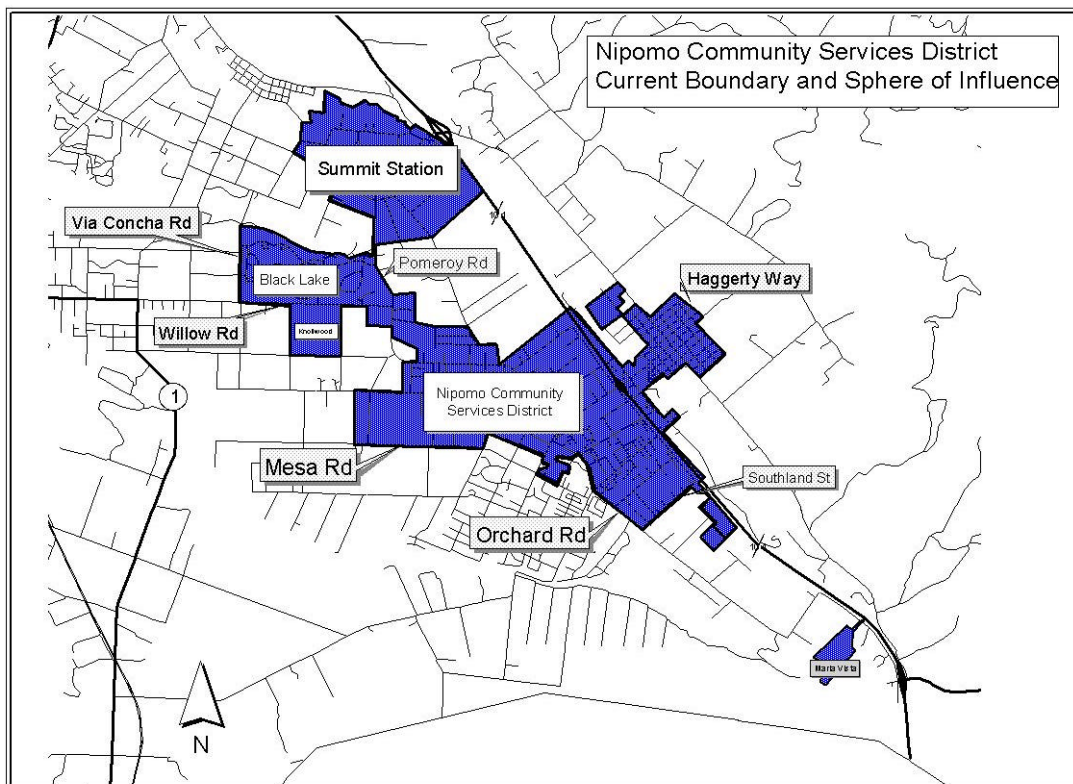 Nipomo Community Services District
Current Boundary and Sphere of Influence
Summit Station
Via Concha Rd
Pomeroy Rd
Black Lake
Haggerty Way
Willow Rd
Knollwood
1
Nipomo Community
Services District
Mesa Rd
Southland St
Orchard Rd
Maria Vista
N